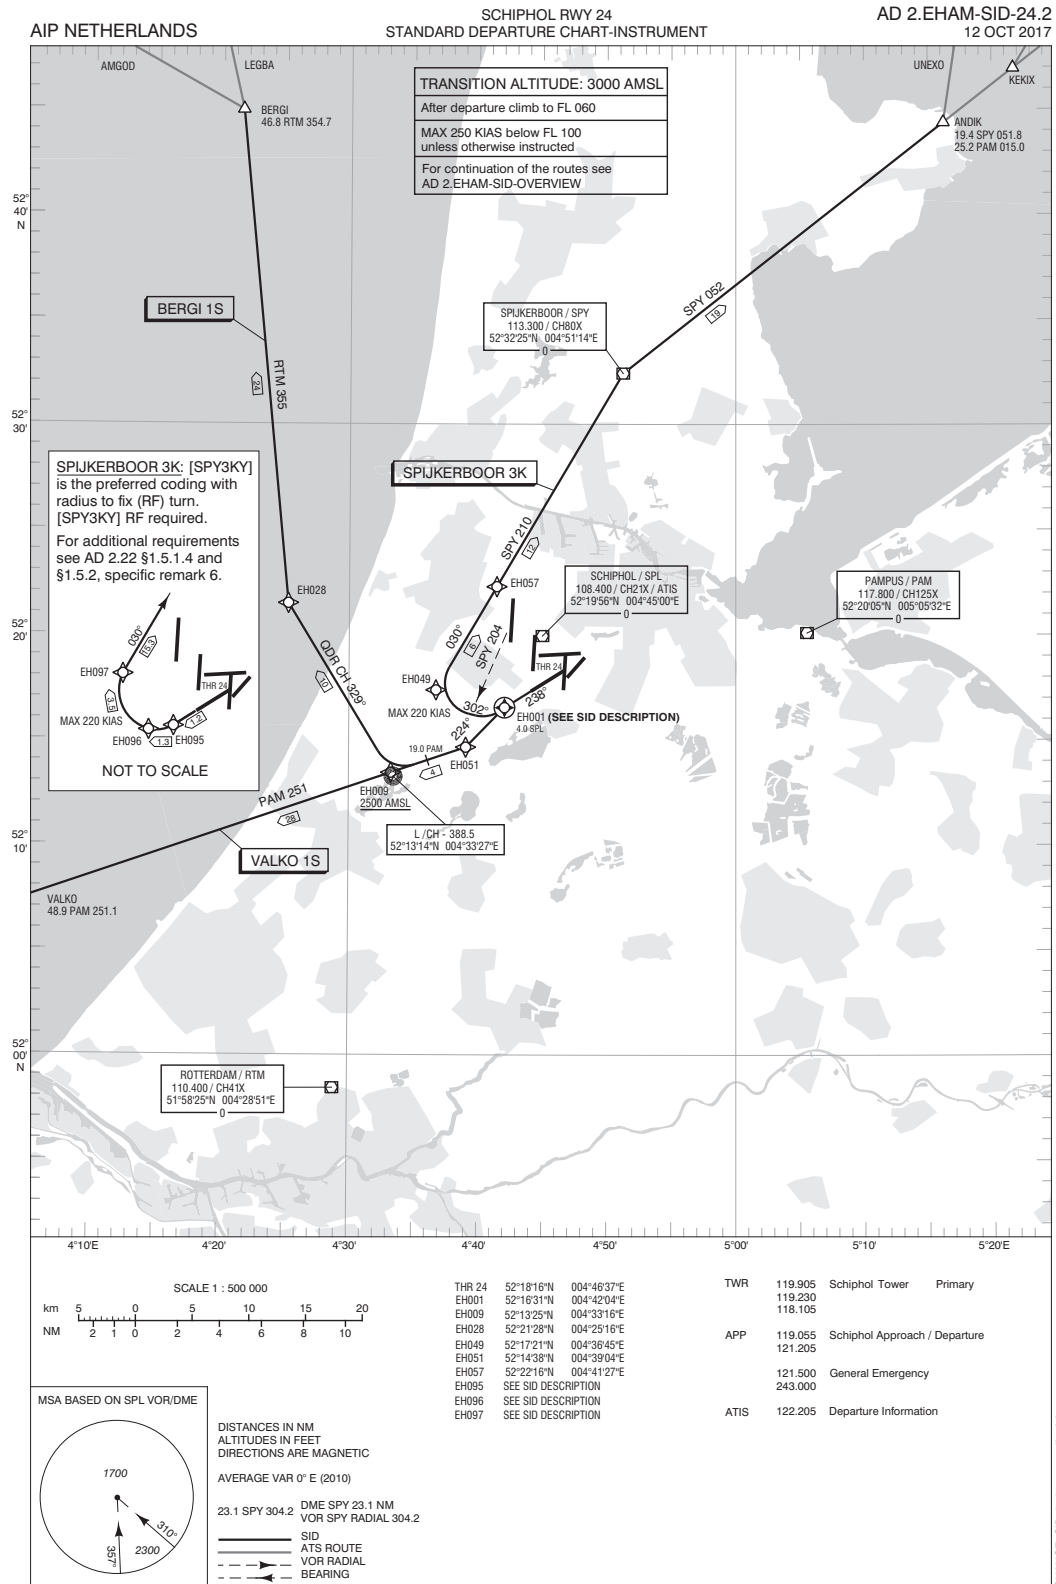 SCHIPHOL RWY 24
STANDARD DEPARTURE CHART-INSTRUMENT
AIP NETHERLANDS
AD 2.EHAM-SID-24.2
12 OCT 2017
AMGOD
LEGBA
BERGI
46.8 RTM 354.7
TRANSITION ALTITUDE: 3000 AMSL
After departure climb to FL 060
MAX 250 KIAS below FL 100
unless otherwise instructed
For continuation of the routes see
AD 2.EHAM-SID-OVERVIEW
UNEXO
KEKIX
ANDIK
19.4 SPY 051.8
25.2 PAM 015.0
52°
40'
N
BERGI 1S
RTM 355
24
SPIJKERBOOR / SPY
113.300 / CH80X
52°32'25"N 004°51'14"E
0
SPY 052
19
52°
30'
SPIJKERBOOR 3K: [SPY3KY]
is the preferred coding with
radius to fix (RF) turn.
[SPY3KY] RF required.
For additional requirements
see AD 2.22 §1.5.1.4 and
§1.5.2, specific remark 6.
030°
15.3
EH097
3.5
THR 24
MAX 220 KIAS
1.2
EH096
1.3
EH095
NOT TO SCALE
SPIJKERBOOR 3K
SPY 210
12
EH057
EH028
SCHIPHOL / SPL
108.400 / CH21X / ATIS
52°19'56"N 004°45'00"E
0
PAMPUS / PAM
117.800 / CH125X
52°20'05"N 005°05'32"E
0
52°
20'
QDR CH 329°
10
030°
6
SPY 204
THR 24
EH049
MAX 220 KIAS
302°
238°
EH001 (SEE SID DESCRIPTION)
4.0 SPL
224°
19.0 PAM
4
EH051
EH009
2500 AMSL
PAM 251
28
L /CH - 388.5
52°13'14"N 004°33'27"E
52°
10'
VALKO 1S
VALKO
48.9 PAM 251.1
52°
00'
N
ROTTERDAM / RTM
110.400 / CH41X
51°58'25"N 004°28'51"E
0
4°10'E 4°20' 4°30' 4°40' 4°50' 5°00' 5°10' 5°20'E
SCALE 1 : 500 000
km 5 0 5 10 15 20
NM 2 1 0 2 4 6 8 10
THR 24 52°18'16"N 004°46'37"E
EH001 52°16'31"N 004°42'04"E
EH009 52°13'25"N 004°33'16"E
EH028 52°21'28"N 004°25'16"E
EH049 52°17'21"N 004°36'45"E
EH051 52°14'38"N 004°39'04"E
EH057 52°22'16"N 004°41'27"E
EH095 SEE SID DESCRIPTION
EH096 SEE SID DESCRIPTION
EH097 SEE SID DESCRIPTION
TWR 119.905 Schiphol Tower Primary
119.230
118.105
APP 119.055 Schiphol Approach / Departure
121.205
121.500 General Emergency
243.000
ATIS 122.205 Departure Information
MSA BASED ON SPL VOR/DME
1700
310°
357°
2300
DISTANCES IN NM
ALTITUDES IN FEET
DIRECTIONS ARE MAGNETIC
AVERAGE VAR 0° E (2010)
23.1 SPY 304.2 DME SPY 23.1 NM
VOR SPY RADIAL 304.2
SID
ATS ROUTE
VOR RADIAL
BEARING